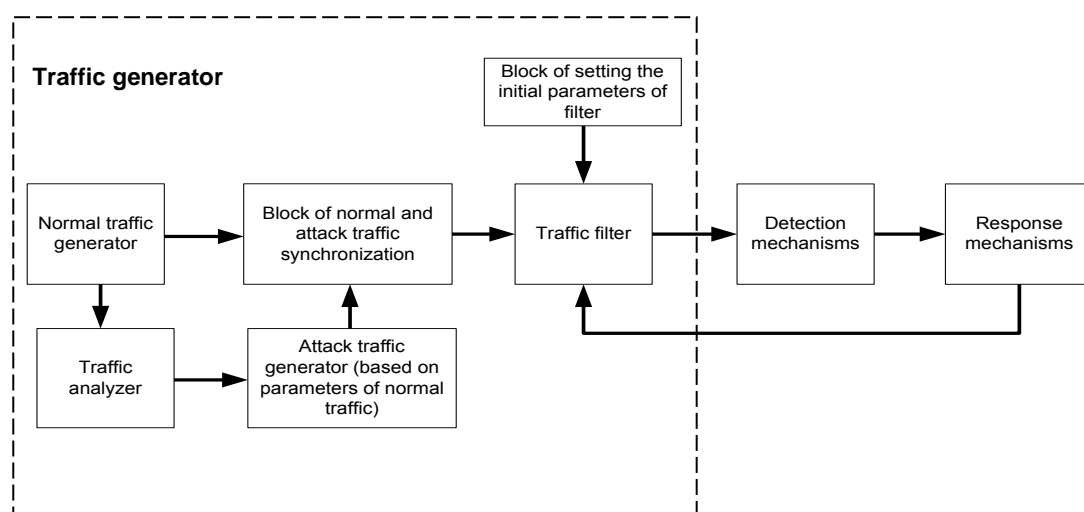 Traffic generator
Block of setting the
initial parameters of
filter
Normal traffic
generator
Block of normal and
attack traffic
synchronization
Traffic filter
Detection
mechanisms
Response
mechanisms
Traffic
analyzer
Attack traffic
generator (based on
parameters of normal
traffic)